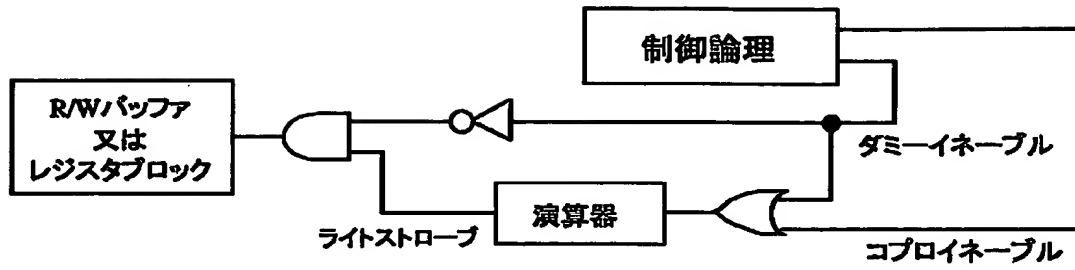 制御論理
R/Wバッファ
又は
レジスタブロック
ダミーイネーブル
演算器
ライトストローブ
コプロイネーブル